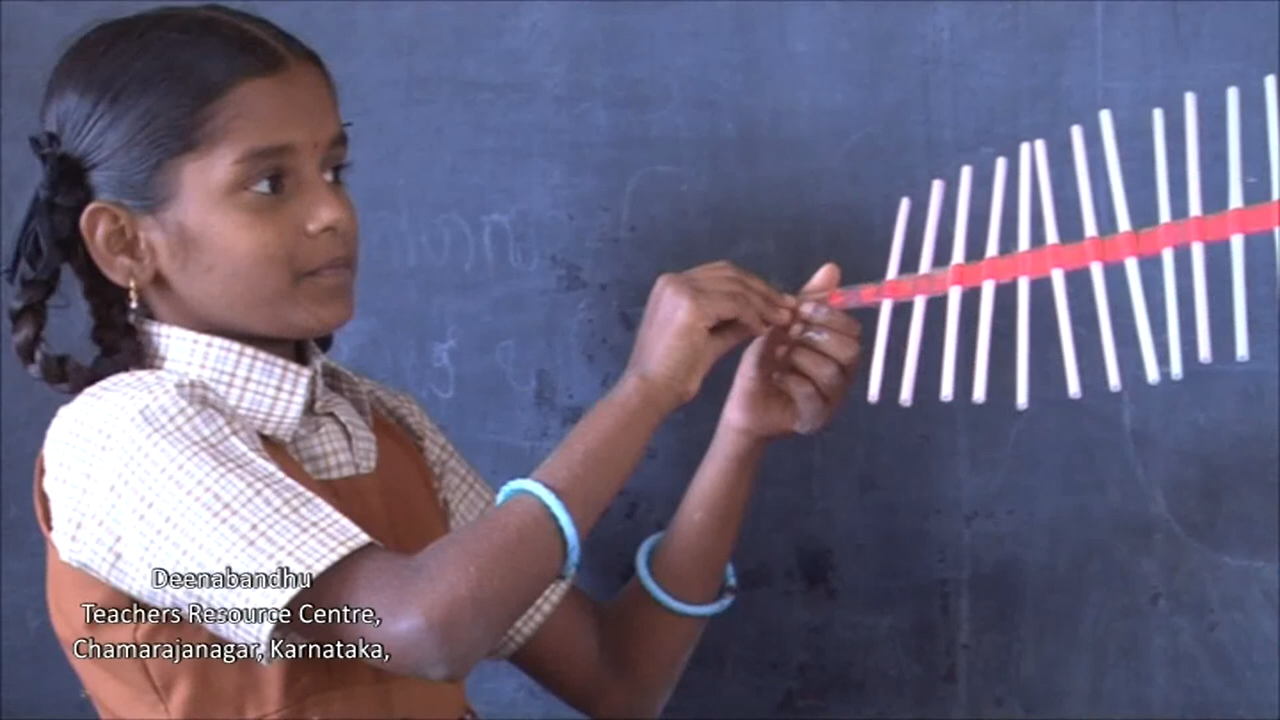 Deenabandhu
Teachers Resource Centre,
Chamarajanagar, Karnataka,